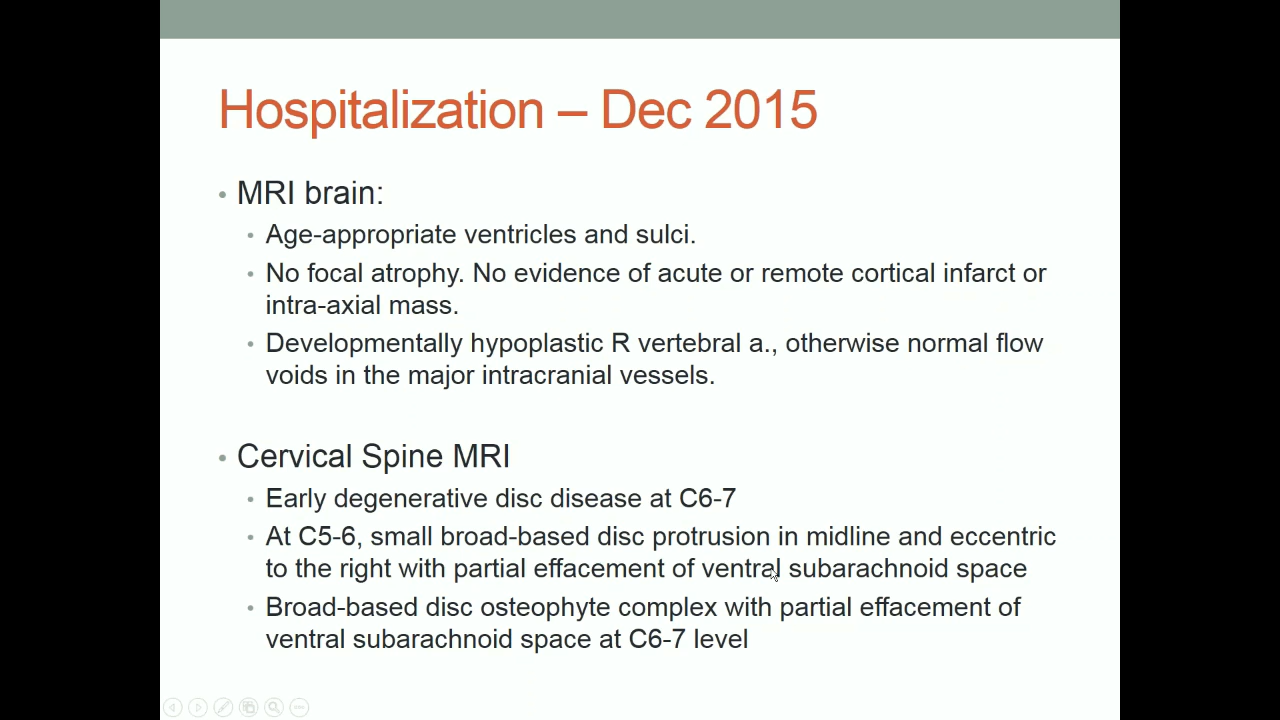 Hospitalization – Dec 2015
• MRI brain:
• Age-appropriate ventricles and sulci.
• No focal atrophy. No evidence of acute or remote cortical infarct or
intra-axial mass.
• Developmentally hypoplastic R vertebral a., otherwise normal flow
voids in the major intracranial vessels.
• Cervical Spine MRI
• Early degenerative disc disease at C6-7
• At C5-6, small broad-based disc protrusion in midline and eccentric
to the right with partial effacement of ventral subarachnoid space
• Broad-based disc osteophyte complex with partial effacement of
ventral subarachnoid space at C6-7 level